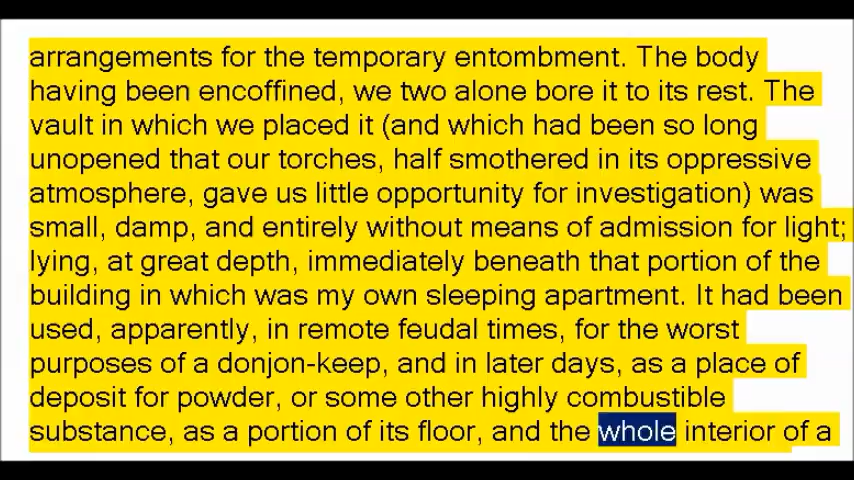 arrangements for the temporary entombment. The body
having been encoffined, we two alone bore it to its rest. The
vault in which we placed it (and which had been so long
unopened that our torches, half smothered in its oppressive
atmosphere, gave us little opportunity for investigation) was
small, damp, and entirely without means of admission for light;
lying, at great depth, immediately beneath that portion of the
building in which was my own sleeping apartment. It had been
used, apparently, in remote feudal times, for the worst
purposes of a donjon-keep, and in later days, as a place of
deposit for powder, or some other highly combustible
substance, as a portion of its floor, and the whole interior of a